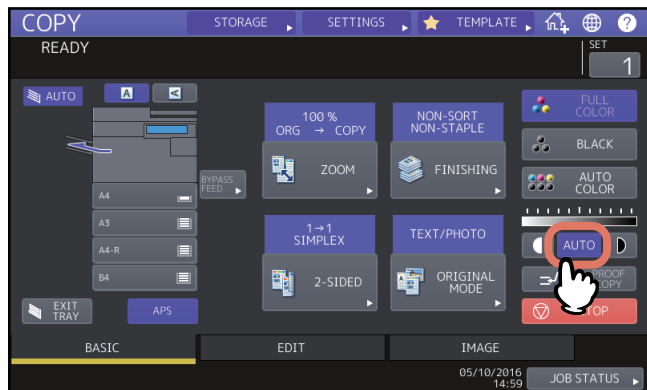 COPY
STORAGE
SETTINGS
TEMPLATE
?
READY
SET
1
AUTO
A
A
100 %
ORG → COPY
NON-SORT
NON-STAPLE
FULL
COLOR
ZOOM
FINISHING
BLACK
BYPASS
FEED
AUTO
COLOR
A4
A3
A4-R
B4
1→1
SIMPLEX
TEXT/PHOTO
AUTO
2-SIDED
ORIGINAL
MODE
PROOF
COPY
EXIT
TRAY
APS
STOP
BASIC
EDIT
IMAGE
05/10/2016
14:59
JOB STATUS